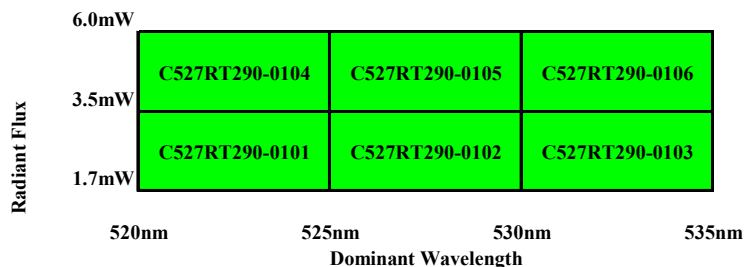 6.0mW
C527RT290-0104 C527RT290-0105 C527RT290-0106
3.5mW
C527RT290-0101 C527RT290-0102 C527RT290-0103
1.7mW
Radiant Flux
520nm 525nm 530nm 535nm
Dominant Wavelength